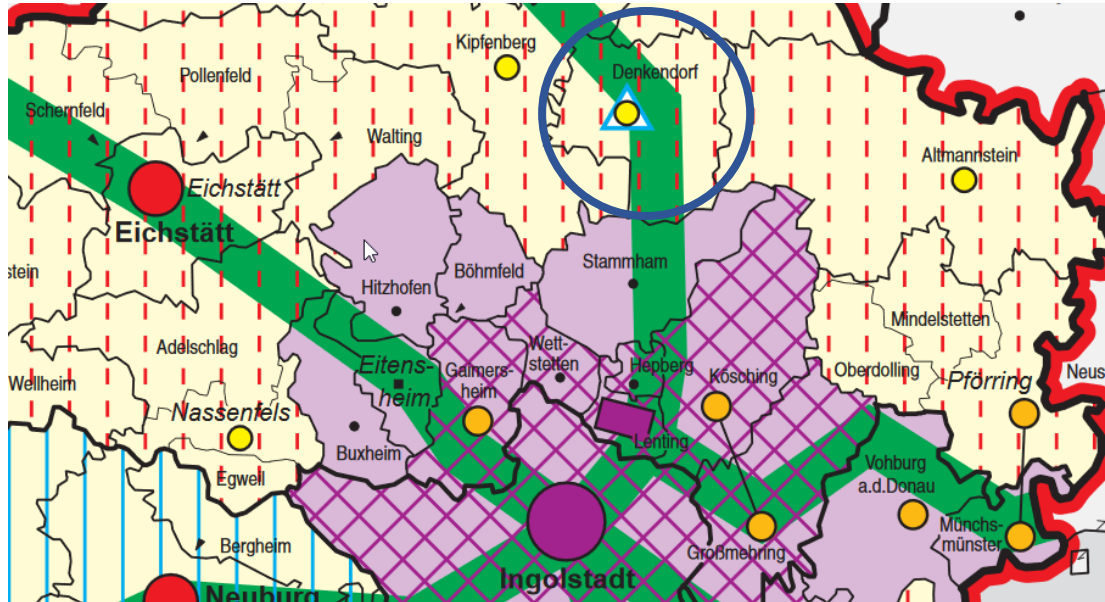 Kipfenberg
Denkendorf
Pollenfeld
Schernfeld
Walting
Altmannstein
Eichstätt
Eichstätt
Stammham
Böhmfeld
stein
Hitzhofen
Mindelstetten
Adelschlag
Wett-
stetten
Eitens-
heim
Gaimers-
heim
Hepberg
Kösching
Oberdolling
Pförring
Neus
Wellheim
Nassenfels
Lenting
Buxheim
Vohburg
a.d.Donau
Egwell
Münchs-
münster
Bergheim
Großmehring
Ingolstadt
Neuburg